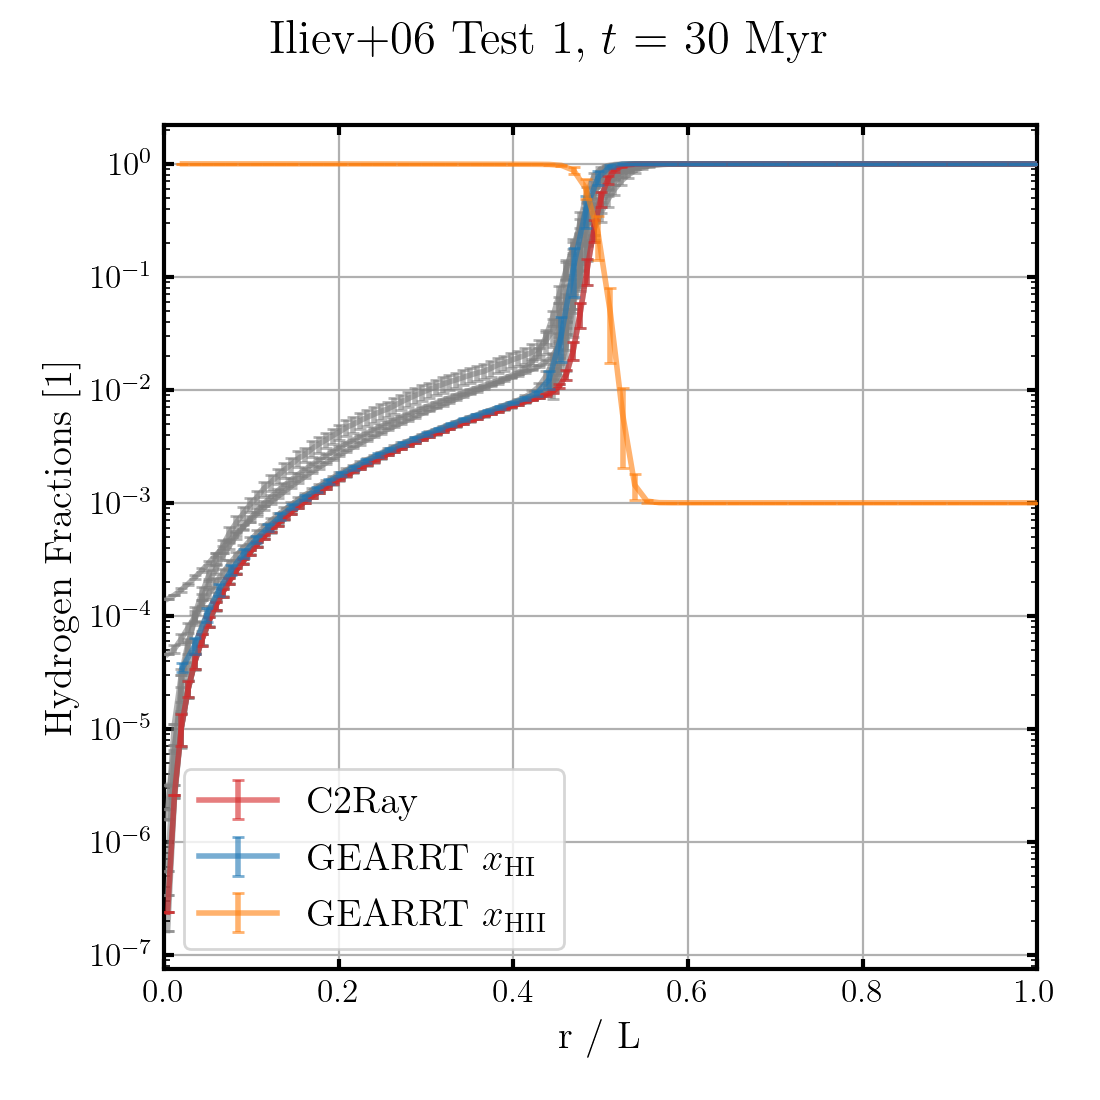 Iliev+06 Test 1, t = 30 Myr
Hydrogen Fractions [1]
10⁰
10⁻¹
10⁻²
10⁻³
10⁻⁴
10⁻⁵
10⁻⁶
10⁻⁷
C2Ray
GEARRT x_HI
GEARRT x_HII
0.0 0.2 0.4 0.6 0.8 1.0
r / L